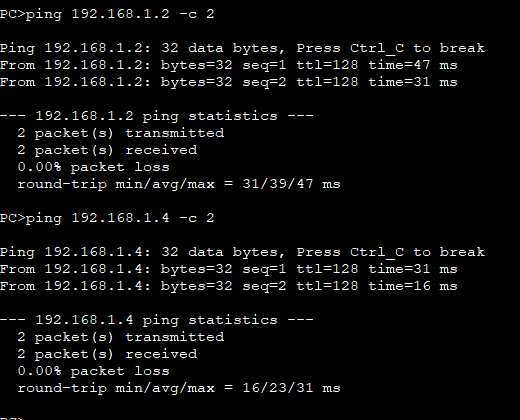 PC>ping 192.168.1.2 -c 2
Ping 192.168.1.2: 32 data bytes, Press Ctrl_C to break
From 192.168.1.2: bytes=32 seq=1 ttl=128 time=47 ms
From 192.168.1.2: bytes=32 seq=2 ttl=128 time=31 ms
--- 192.168.1.2 ping statistics ---
  2 packet(s) transmitted
  2 packet(s) received
  0.00% packet loss
  round-trip min/avg/max = 31/39/47 ms
PC>ping 192.168.1.4 -c 2
Ping 192.168.1.4: 32 data bytes, Press Ctrl_C to break
From 192.168.1.4: bytes=32 seq=1 ttl=128 time=31 ms
From 192.168.1.4: bytes=32 seq=2 ttl=128 time=16 ms
--- 192.168.1.4 ping statistics ---
  2 packet(s) transmitted
  2 packet(s) received
  0.00% packet loss
  round-trip min/avg/max = 16/23/31 ms
PC>